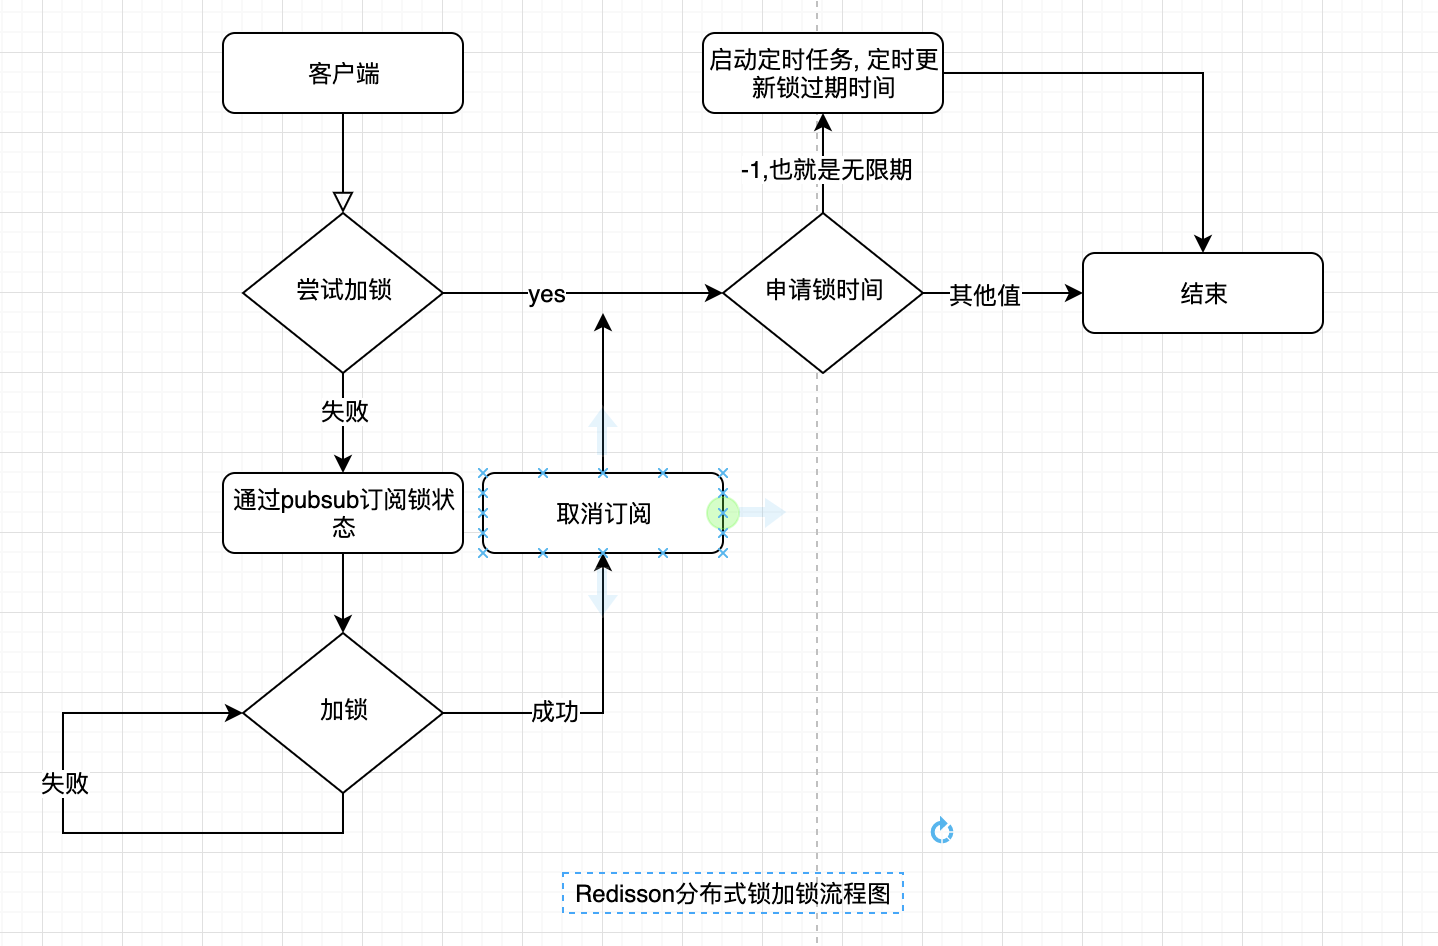 客户端
启动定时任务, 定时更
新锁过期时间
-1,也就是无限期
尝试加锁
yes
申请锁时间
其他值
结束
失败
通过pubsub订阅锁状
态
取消订阅
加锁
成功
失败
Redisson分布式锁加锁流程图